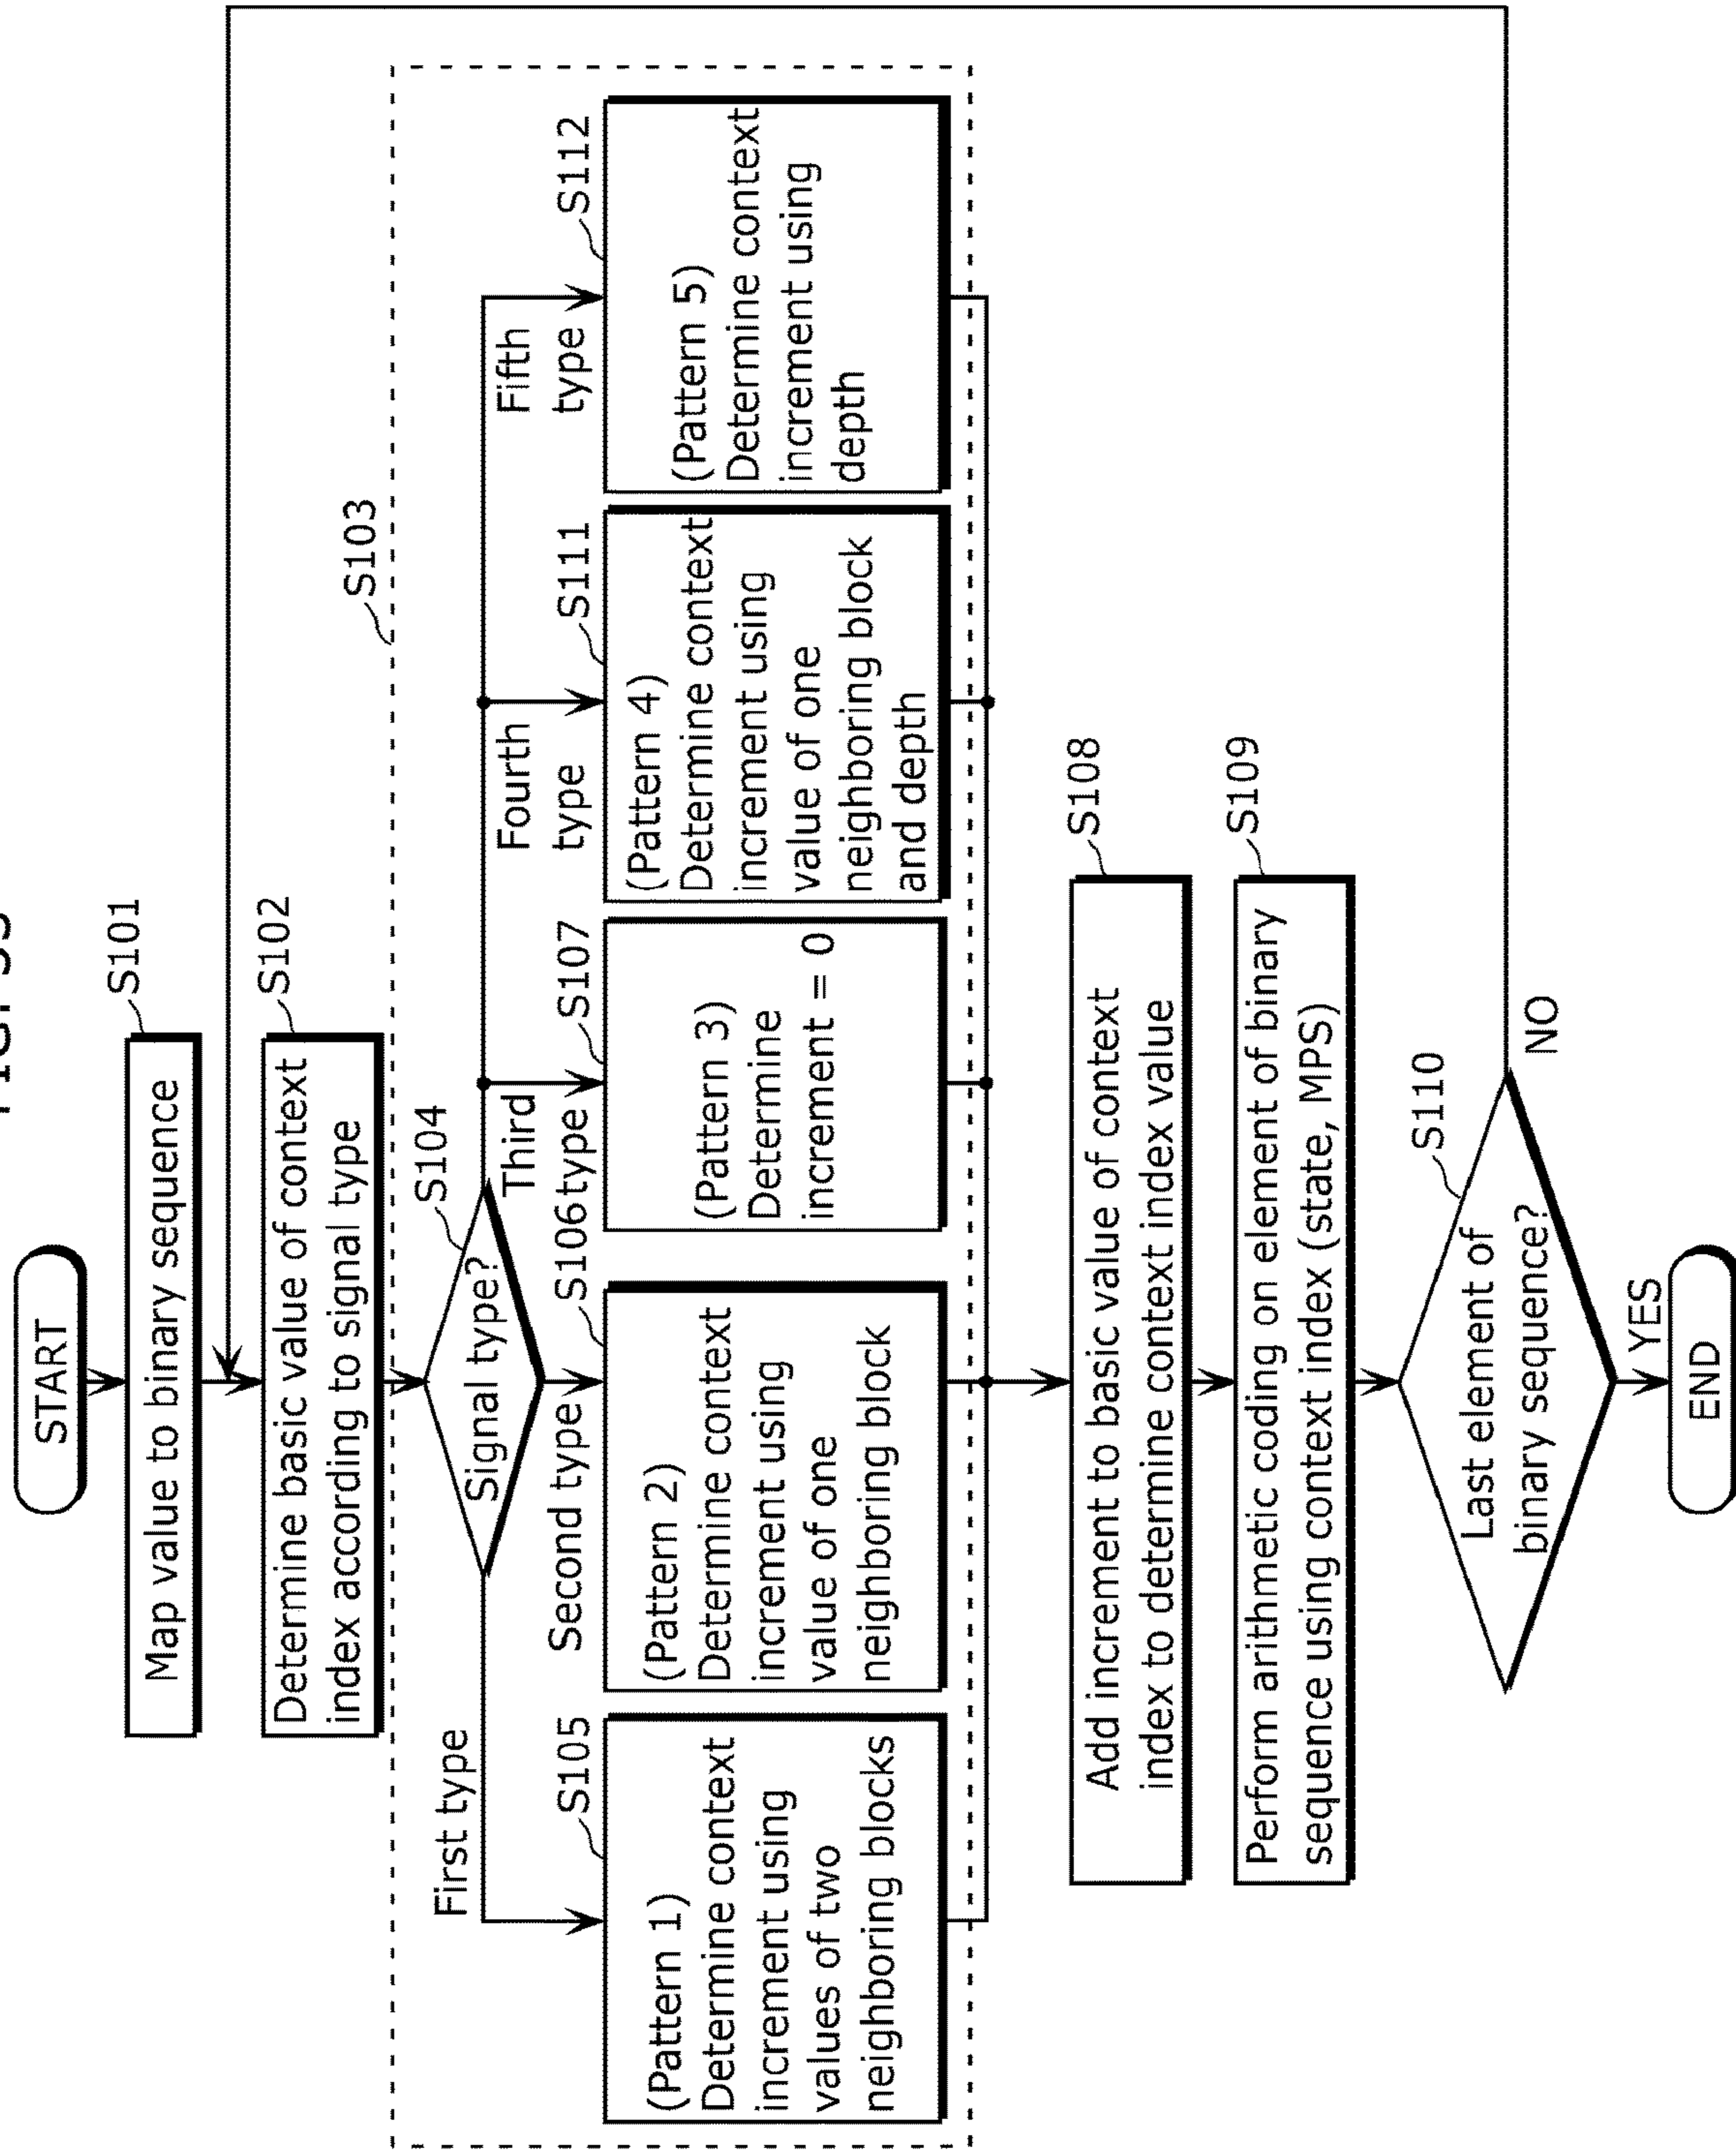 START
S101
Map value to binary sequence
S102
Determine basic value of context
index according to signal type
S103
S104
Signal type?
First type
Second type
Third
type
Fourth
type
Fifth
type
S105
(Pattern 1)
Determine context
increment using
values of two
neighboring blocks
S106
(Pattern 2)
Determine context
increment using
value of one
neighboring block
S107
(Pattern 3)
Determine
increment = 0
S111
(Pattern 4)
Determine context
increment using
value of one
neighboring block
and depth
S112
(Pattern 5)
Determine context
increment using
depth
S108
Add increment to basic value of context
index to determine context index value
S109
Perform arithmetic coding on element of binary
sequence using context index (state, MPS)
S110
Last element of
binary sequence?
NO
YES
END